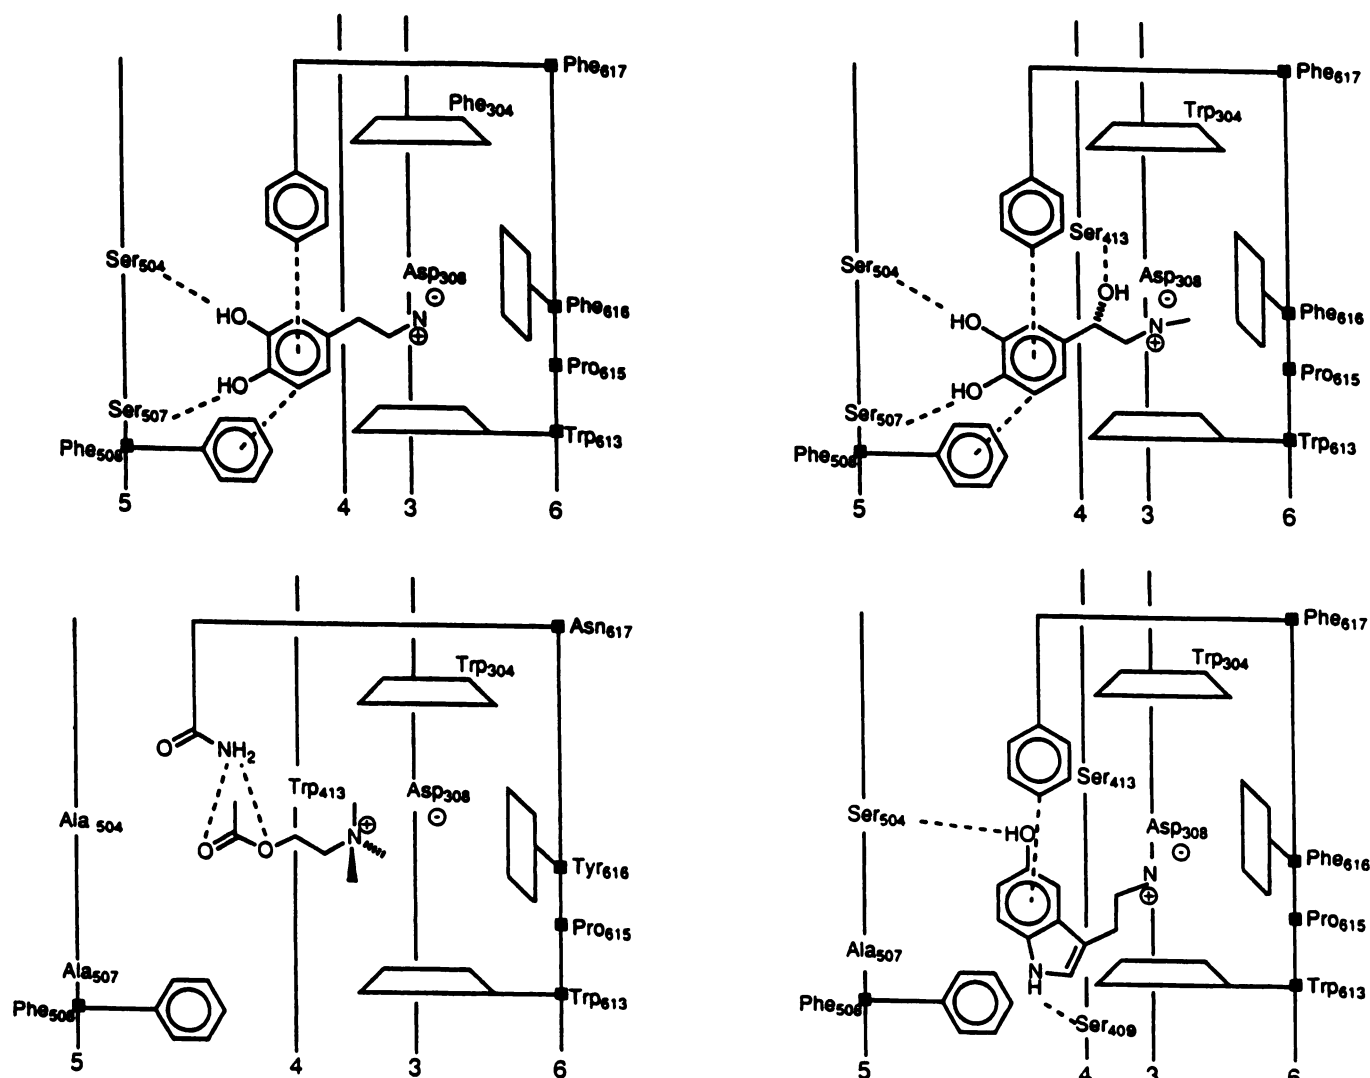 Phe617
Phe304
Ser504
Asp308
⊖
HO
N
⊕
Phe616
HO
Pro615
Ser507
Trp613
Phe508
5
4
3
6
Phe617
Trp304
Ser413
Ser504
Asp308
⊖
OH
HO
N
⊕
Phe616
HO
Pro615
Ser507
Trp613
Phe508
5
4
3
6
Asn617
Trp304
O
NH2
Trp413
Asp308
⊖
Ala 504
N
⊕
O
O
Tyr616
Pro615
Ala507
Trp613
Phe508
5
4
3
6
Phe617
Trp304
Ser413
Ser504
HO
Asp308
⊖
Phe616
N
⊕
Pro615
Ala507
N
H
Trp613
Phe508
Ser409
5
4
3
6